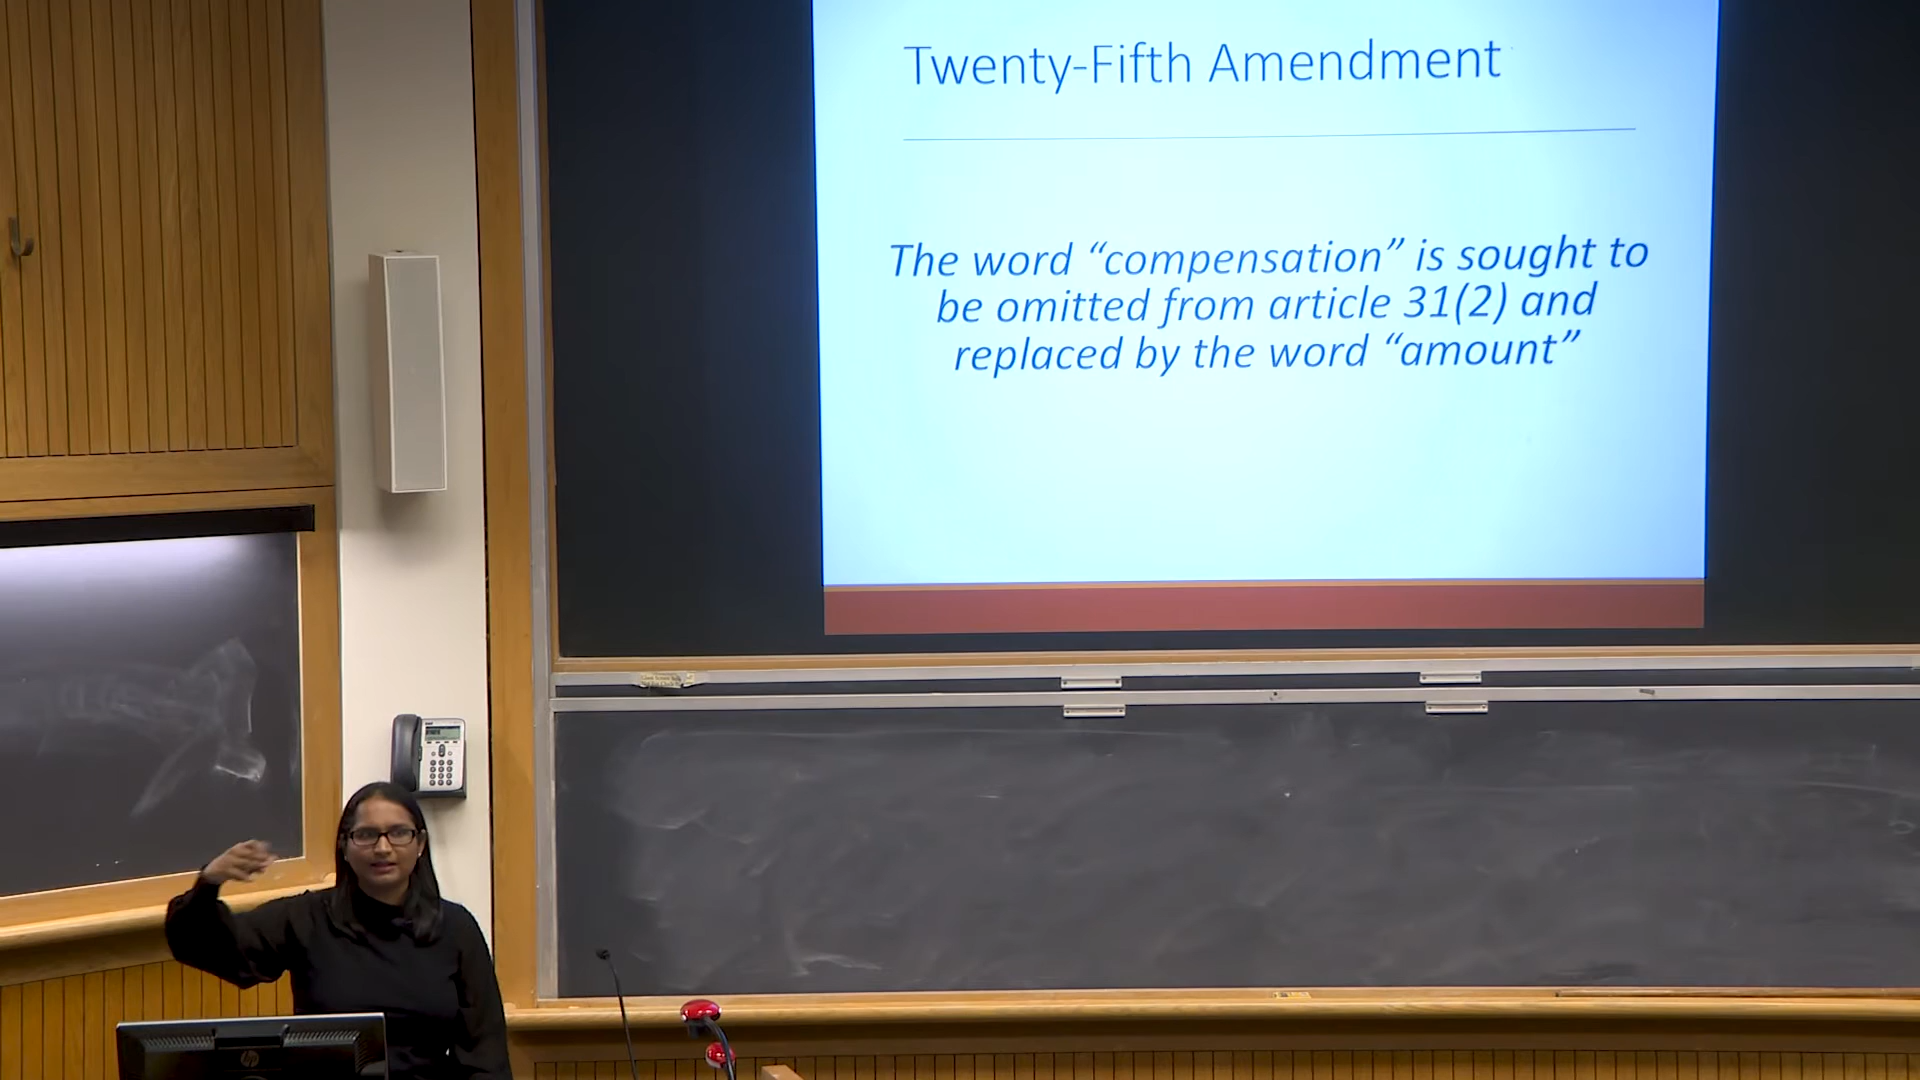 Twenty-Fifth Amendment
The word “compensation” is sought to
be omitted from article 31(2) and
replaced by the word “amount”
hp